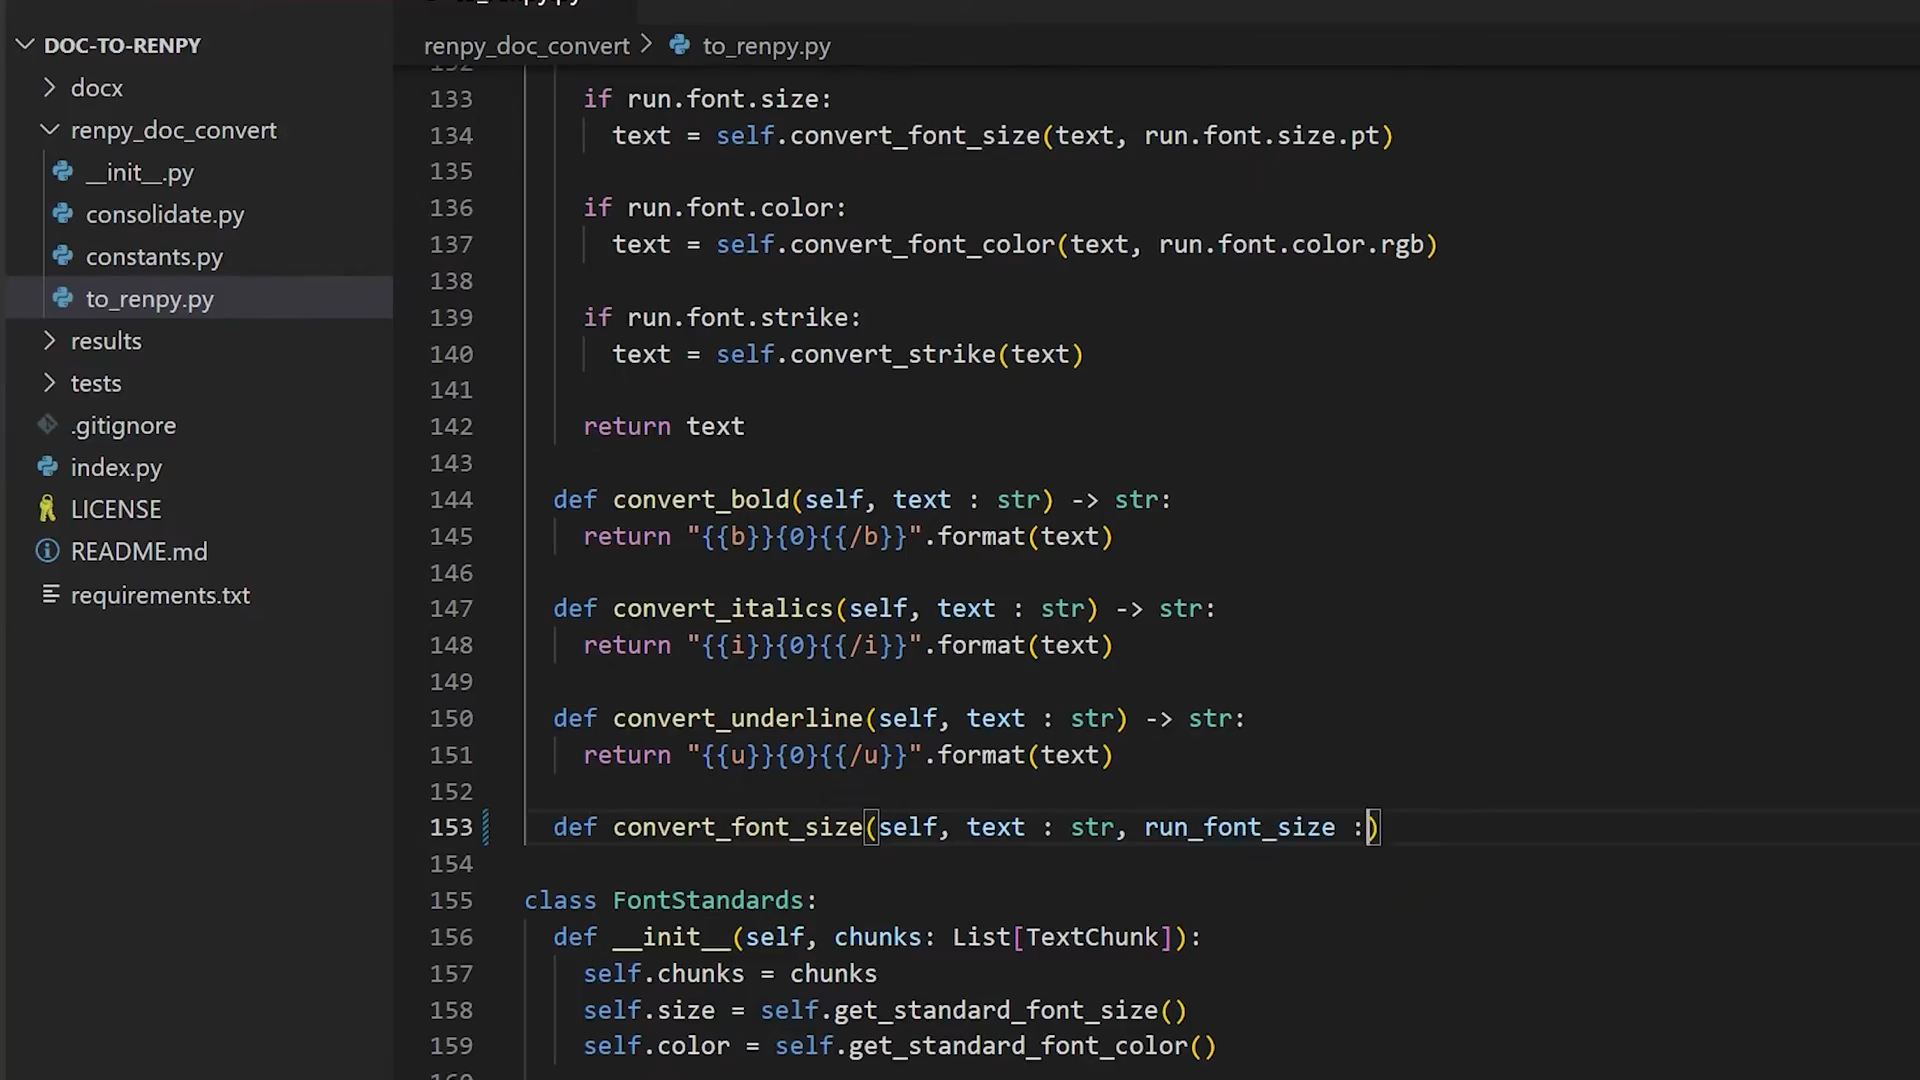 DOC-TO-RENPY
docx
renpy_doc_convert
__init__.py
consolidate.py
constants.py
to_renpy.py
results
tests
.gitignore
index.py
LICENSE
README.md
requirements.txt
renpy_doc_convert > to_renpy.py
133 if run.font.size:
134 text = self.convert_font_size(text, run.font.size.pt)
135
136 if run.font.color:
137 text = self.convert_font_color(text, run.font.color.rgb)
138
139 if run.font.strike:
140 text = self.convert_strike(text)
141
142 return text
143
144 def convert_bold(self, text : str) -> str:
145 return "{{b}}{0}{{/b}}".format(text)
146
147 def convert_italics(self, text : str) -> str:
148 return "{{i}}{0}{{/i}}".format(text)
149
150 def convert_underline(self, text : str) -> str:
151 return "{{u}}{0}{{/u}}".format(text)
152
153 def convert_font_size(self, text : str, run_font_size :)
154
155 class FontStandards:
156 def __init__(self, chunks: List[TextChunk]):
157 self.chunks = chunks
158 self.size = self.get_standard_font_size()
159 self.color = self.get_standard_font_color()